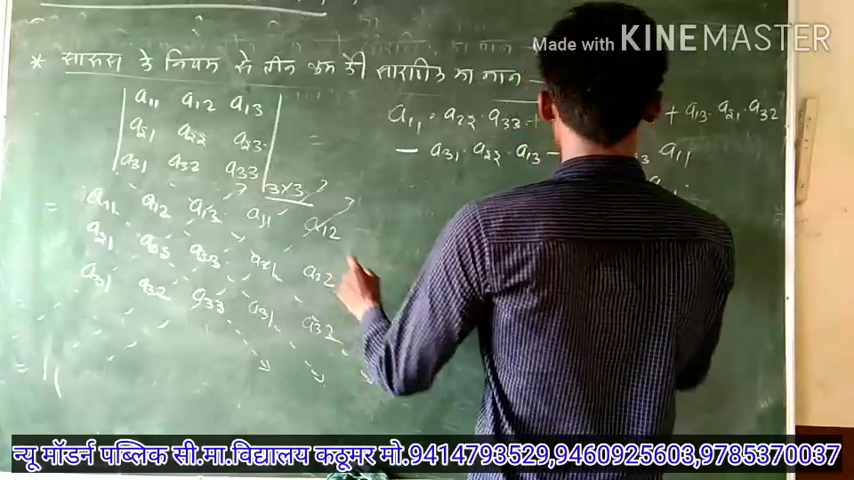 Made with KINEMASTER
* सारस के नियम से तीन क्रम की सारणिक का मान -
a11 a12 a13
a21 a22 a23 =
a31 a32 a33 3×3
a11 · a22 · a33 + + a13 · a21 · a32
- a31 · a22 · a13 - a11
= a11 a12 a13 a11 a12
a21 a22 a23 a21 a22
a31 a32 a33 a31 a32
=
न्यू मॉडर्न पब्लिक सी.मा.विद्यालय कठूमर मो.9414793529,9460925603,9785370037